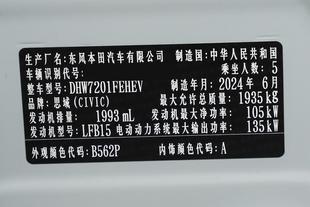 生产厂名：东风本田汽车有限公司 制造国：中华人民共和国
车辆识别代号： 乘坐人数：5
整车型号：DHW7201FEHEV 制造年月：2024年6月
品牌：思域(CIVIC) 最大允许总质量：1935kg
发动机排量：1993mL 发动机最大净功率：105kW
发动机型号：LFB15 电动动力系统最大输出功率：135kW
外观颜色代码：B562P 内饰颜色代码：A